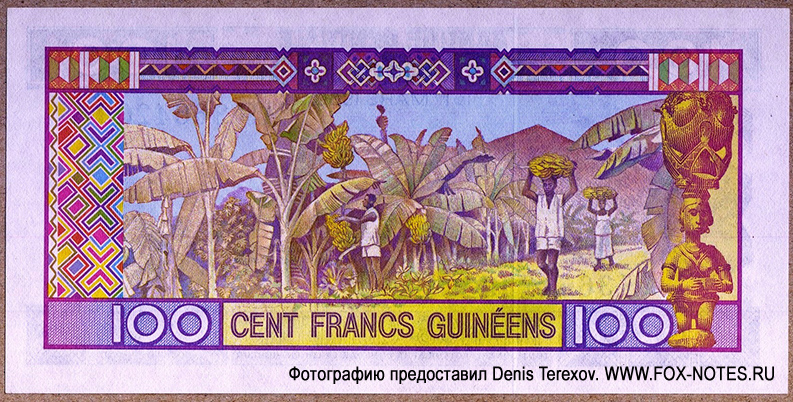 100 CENT FRANCS GUINÉENS 100
Фотографию предоставил Denis Terexov. WWW.FOX-NOTES.RU